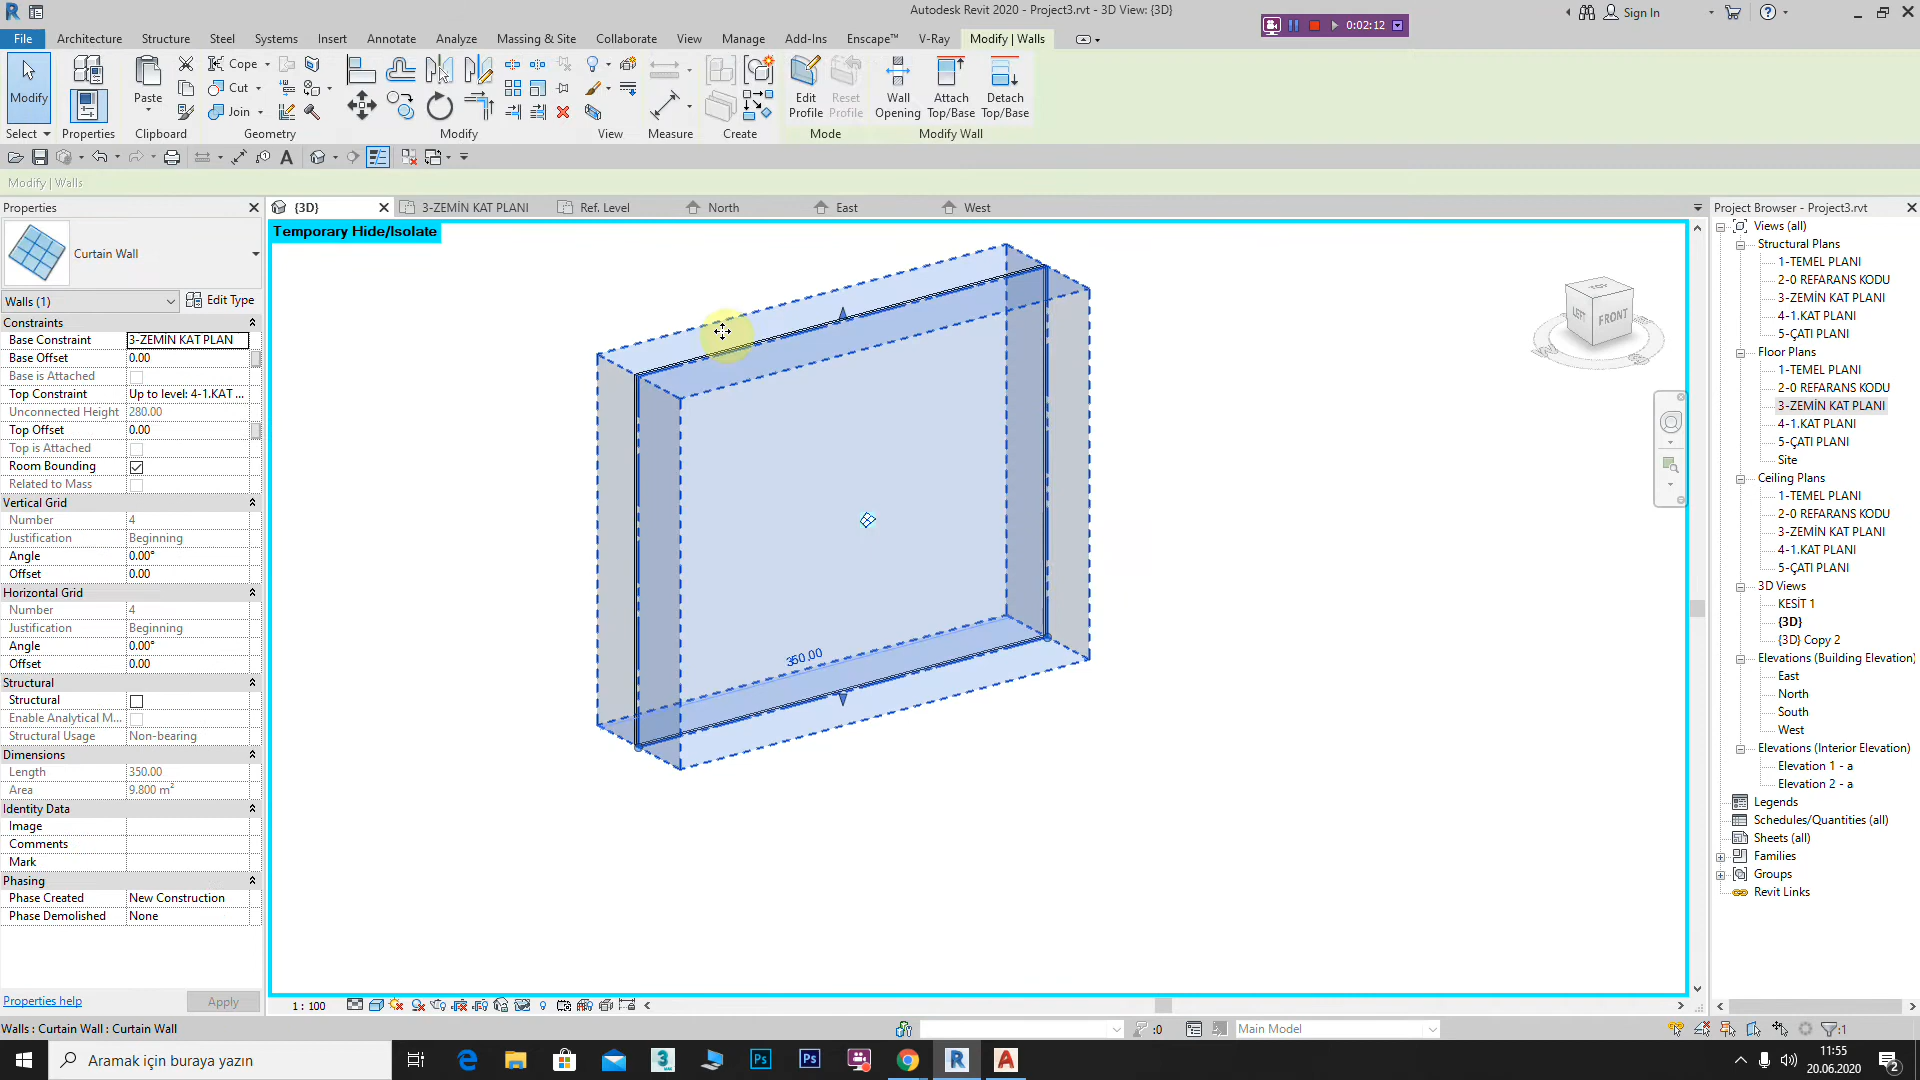 Autodesk Revit 2020 - Project3.rvt - 3D View: {3D}
0:02:12
Sign In
File Architecture Structure Steel Systems Insert Annotate Analyze Massing & Site Collaborate View Manage Add-Ins Enscape™ V-Ray Modify | Walls
Modify
Select
Properties
Paste
Clipboard
Cope
Cut
Join
Geometry
Modify
View
Measure
Create
Edit Profile
Reset Profile
Mode
Wall Opening
Attach Top/Base
Detach Top/Base
Modify Wall
Modify | Walls
Properties
{3D}
3-ZEMİN KAT PLANI
Ref. Level
North
East
West
Project Browser - Project3.rvt
Curtain Wall
Walls (1)
Edit Type
Constraints
Base Constraint 3-ZEMİN KAT PLAN
Base Offset 0.00
Base is Attached
Top Constraint Up to level: 4-1.KAT ...
Unconnected Height 280.00
Top Offset 0.00
Top is Attached
Room Bounding
Related to Mass
Vertical Grid
Number 4
Justification Beginning
Angle 0.00°
Offset 0.00
Horizontal Grid
Number 4
Justification Beginning
Angle 0.00°
Offset 0.00
Structural
Structural
Enable Analytical M...
Structural Usage Non-bearing
Dimensions
Length 350.00
Area 9.800 m²
Identity Data
Image
Comments
Mark
Phasing
Phase Created New Construction
Phase Demolished None
Properties help
Apply
Temporary Hide/Isolate
350.00
TOP
LEFT
FRONT
W
S
Views (all)
Structural Plans
1-TEMEL PLANI
2-0 REFARANS KODU
3-ZEMİN KAT PLANI
4-1.KAT PLANI
5-ÇATI PLANI
Floor Plans
1-TEMEL PLANI
2-0 REFARANS KODU
3-ZEMİN KAT PLANI
4-1.KAT PLANI
5-ÇATI PLANI
Site
Ceiling Plans
1-TEMEL PLANI
2-0 REFARANS KODU
3-ZEMİN KAT PLANI
4-1.KAT PLANI
5-ÇATI PLANI
3D Views
KESİT 1
{3D}
{3D} Copy 2
Elevations (Building Elevation)
East
North
South
West
Elevations (Interior Elevation)
Elevation 1 - a
Elevation 2 - a
Legends
Schedules/Quantities (all)
Sheets (all)
Families
Groups
Revit Links
1 : 100
Walls : Curtain Wall : Curtain Wall
:0
Main Model
:1
Aramak için buraya yazın
11:55
20.06.2020
2